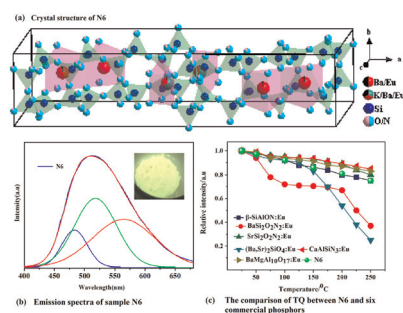 (a) Crystal structure of N6
b
a
c
Ba/Eu
K/Ba/Eu
Si
O/N
Intensity(a.u)
N6
400 450 500 550 600 650
Wavelength(nm)
(b) Emission spectra of sample N6
Relative intensity/a.u
1.0
0.8
0.6
0.4
0.2
0.0
β-SiAlON:Eu
BaSi2O2N2:Eu
SrSi2O2N2:Eu
(Ba,Sr)2SiO4:Eu
CaAlSiN3:Eu
BaMgAl10O17:Eu
N6
0 50 100 150 200 250
Temperature/°C
(c) The comparison of TQ between N6 and six
commercial phosphors